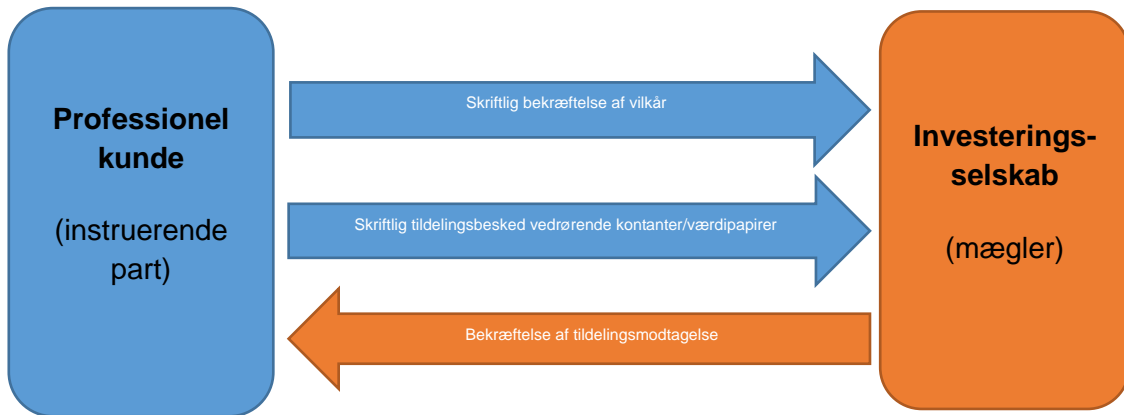 Professionel
kunde
(instruerende
part)
Skriftlig bekræftelse af vilkår
Skriftlig tildelingsbesked vedrørende kontanter/værdipapirer
Bekræftelse af tildelingsmodtagelse
Investerings-
selskab
(mægler)